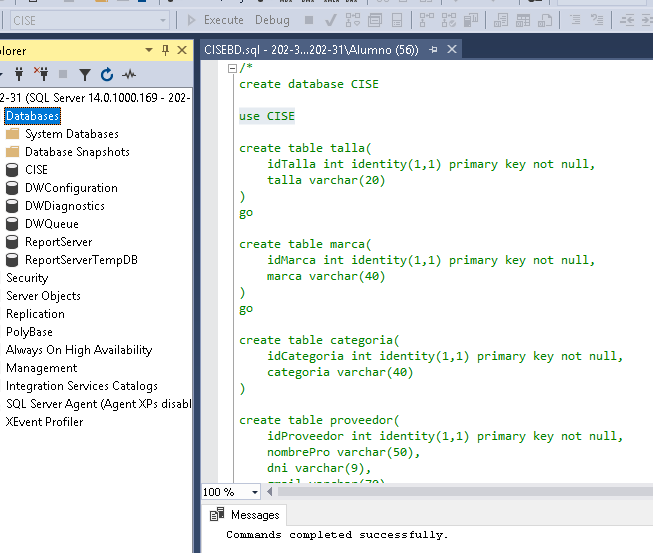 CISE
Execute
Debug
plorer
2-31 (SQL Server 14.0.1000.169 - 202-
Databases
System Databases
Database Snapshots
CISE
DWConfiguration
DWDiagnostics
DWQueue
ReportServer
ReportServerTempDB
Security
Server Objects
Replication
PolyBase
Always On High Availability
Management
Integration Services Catalogs
SQL Server Agent (Agent XPs disabl
XEvent Profiler
CISEBD.sql - 202-3...202-31\Alumno (56))
/*
create database CISE
use CISE
create table talla(
idTalla int identity(1,1) primary key not null,
talla varchar(20)
)
go
create table marca(
idMarca int identity(1,1) primary key not null,
marca varchar(40)
)
go
create table categoria(
idCategoria int identity(1,1) primary key not null,
categoria varchar(40)
)
create table proveedor(
idProveedor int identity(1,1) primary key not null,
nombrePro varchar(50),
dni varchar(9),
100 %
Messages
Commands completed successfully.